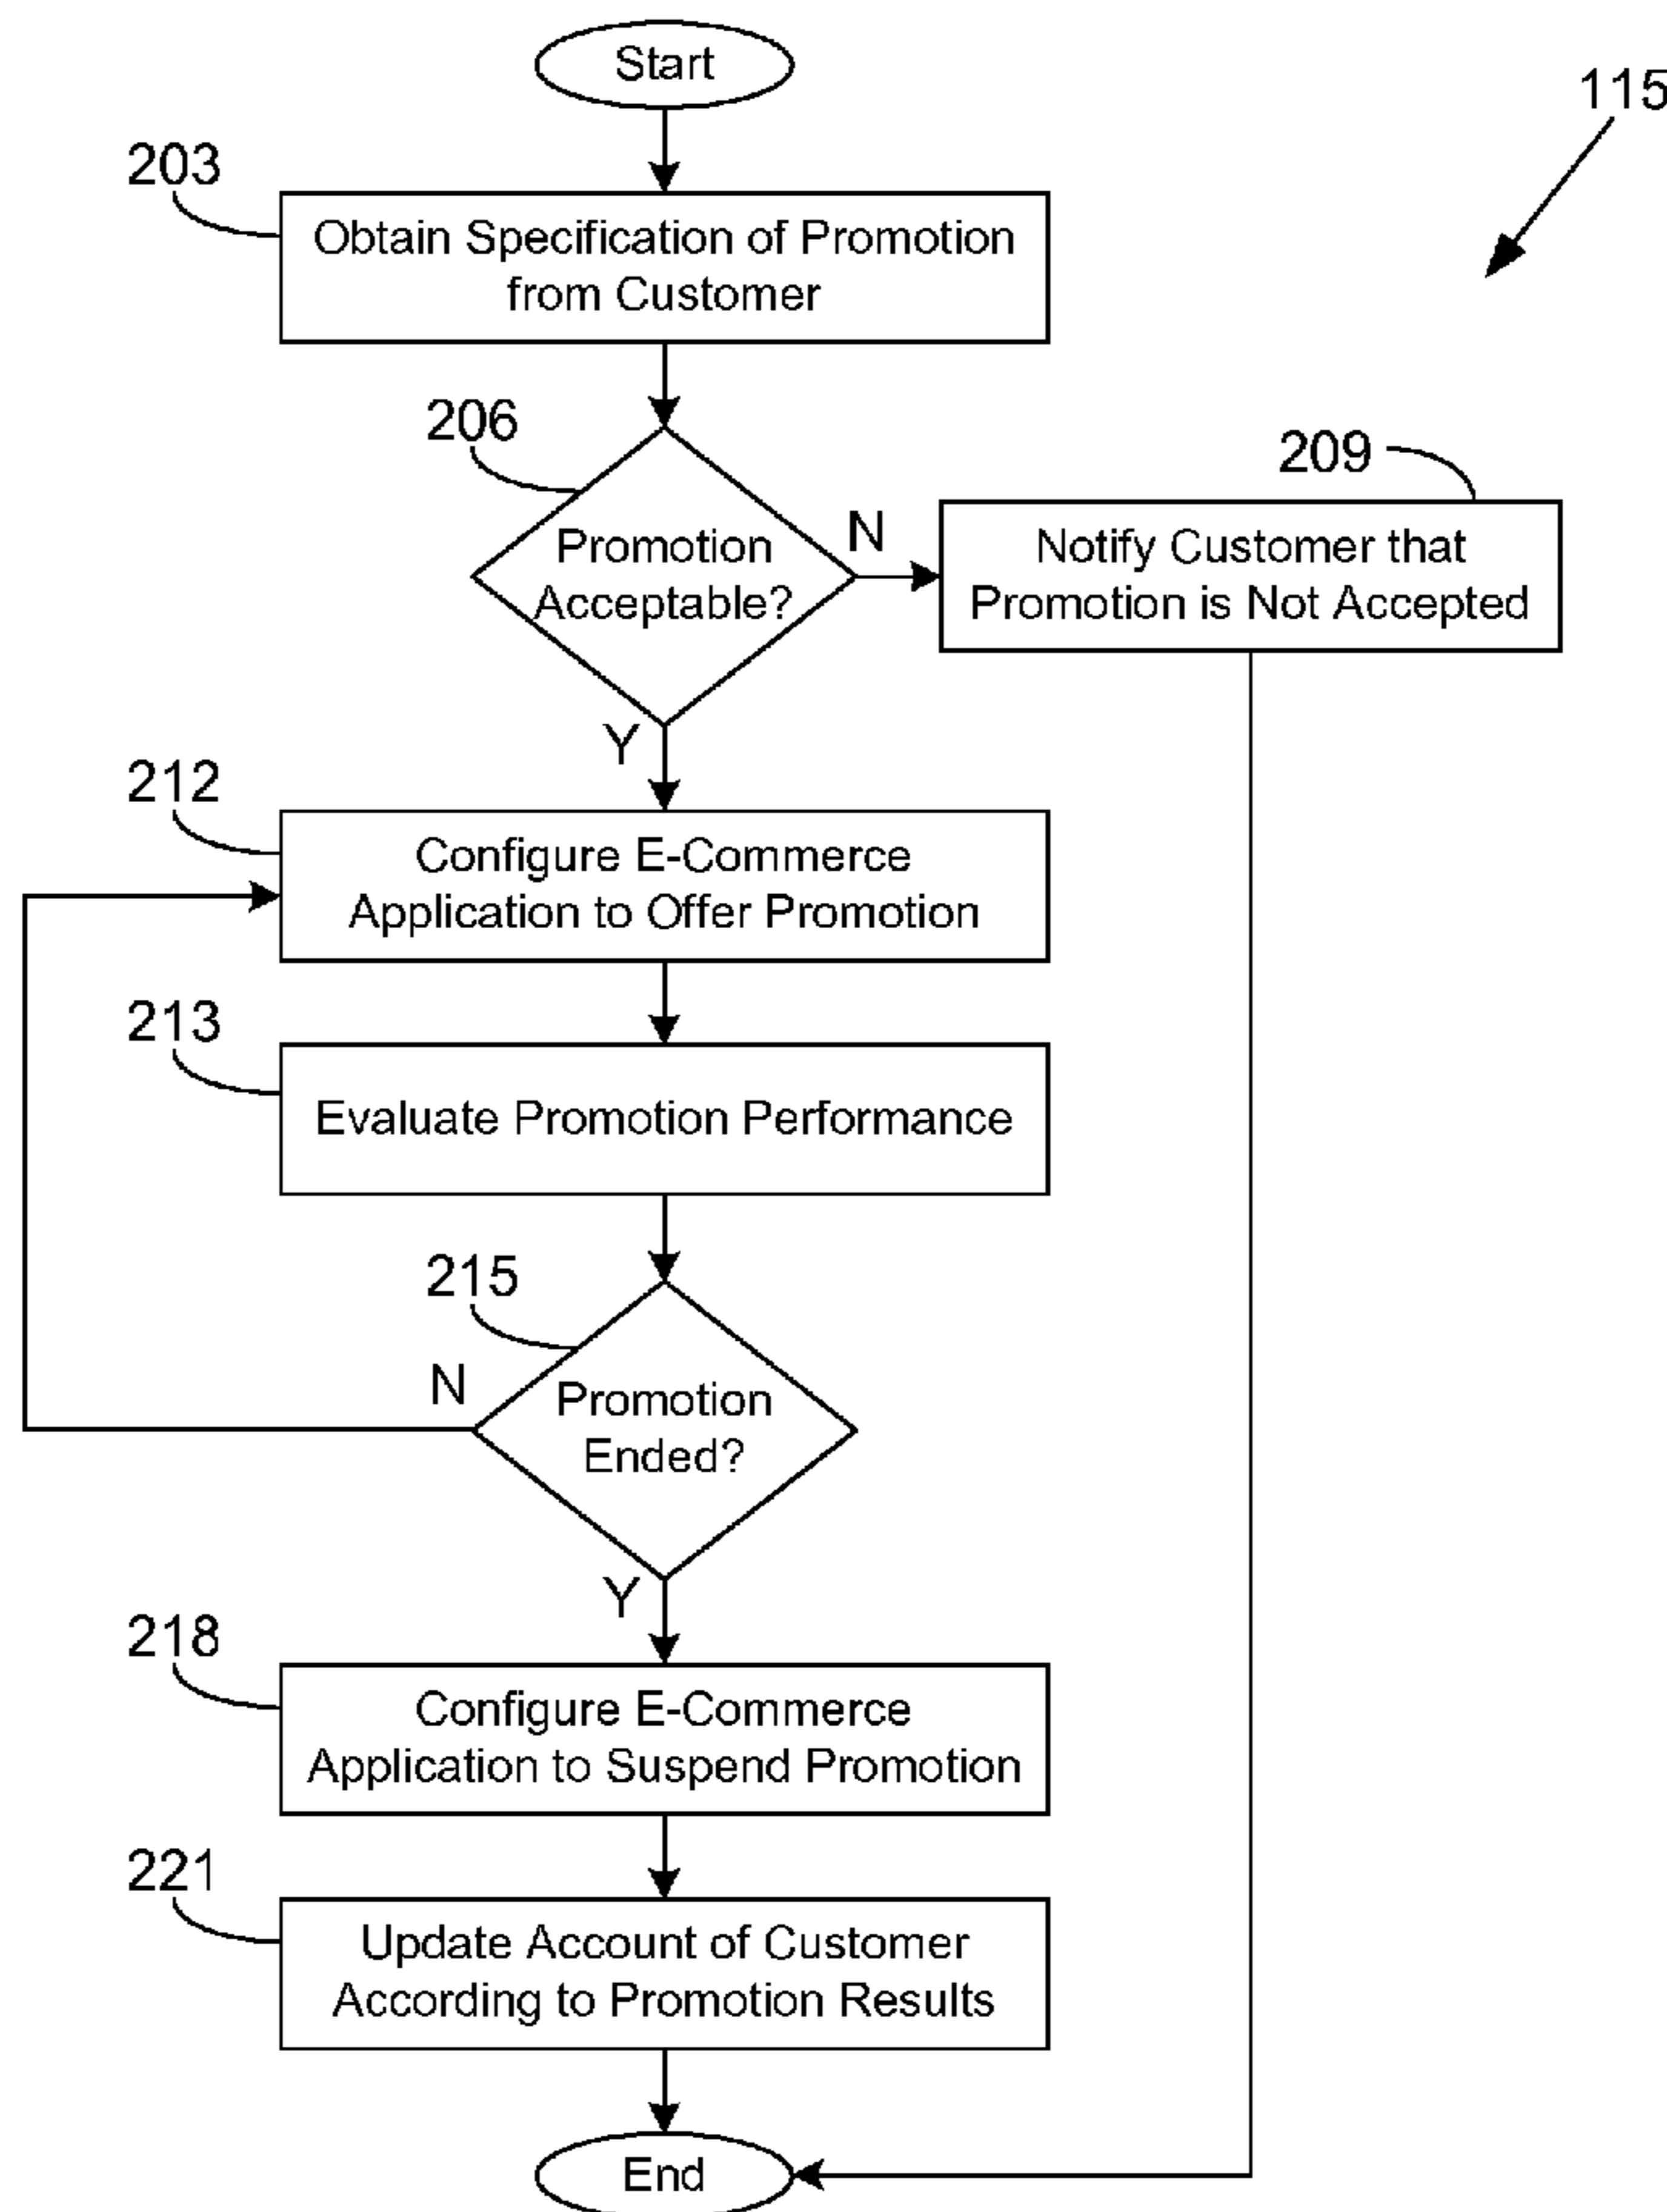 Start
115
203
Obtain Specification of Promotion
from Customer
206
Promotion
Acceptable?
N
209
Notify Customer that
Promotion is Not Accepted
Y
212
Configure E-Commerce
Application to Offer Promotion
213
Evaluate Promotion Performance
215
N
Promotion
Ended?
Y
218
Configure E-Commerce
Application to Suspend Promotion
221
Update Account of Customer
According to Promotion Results
End